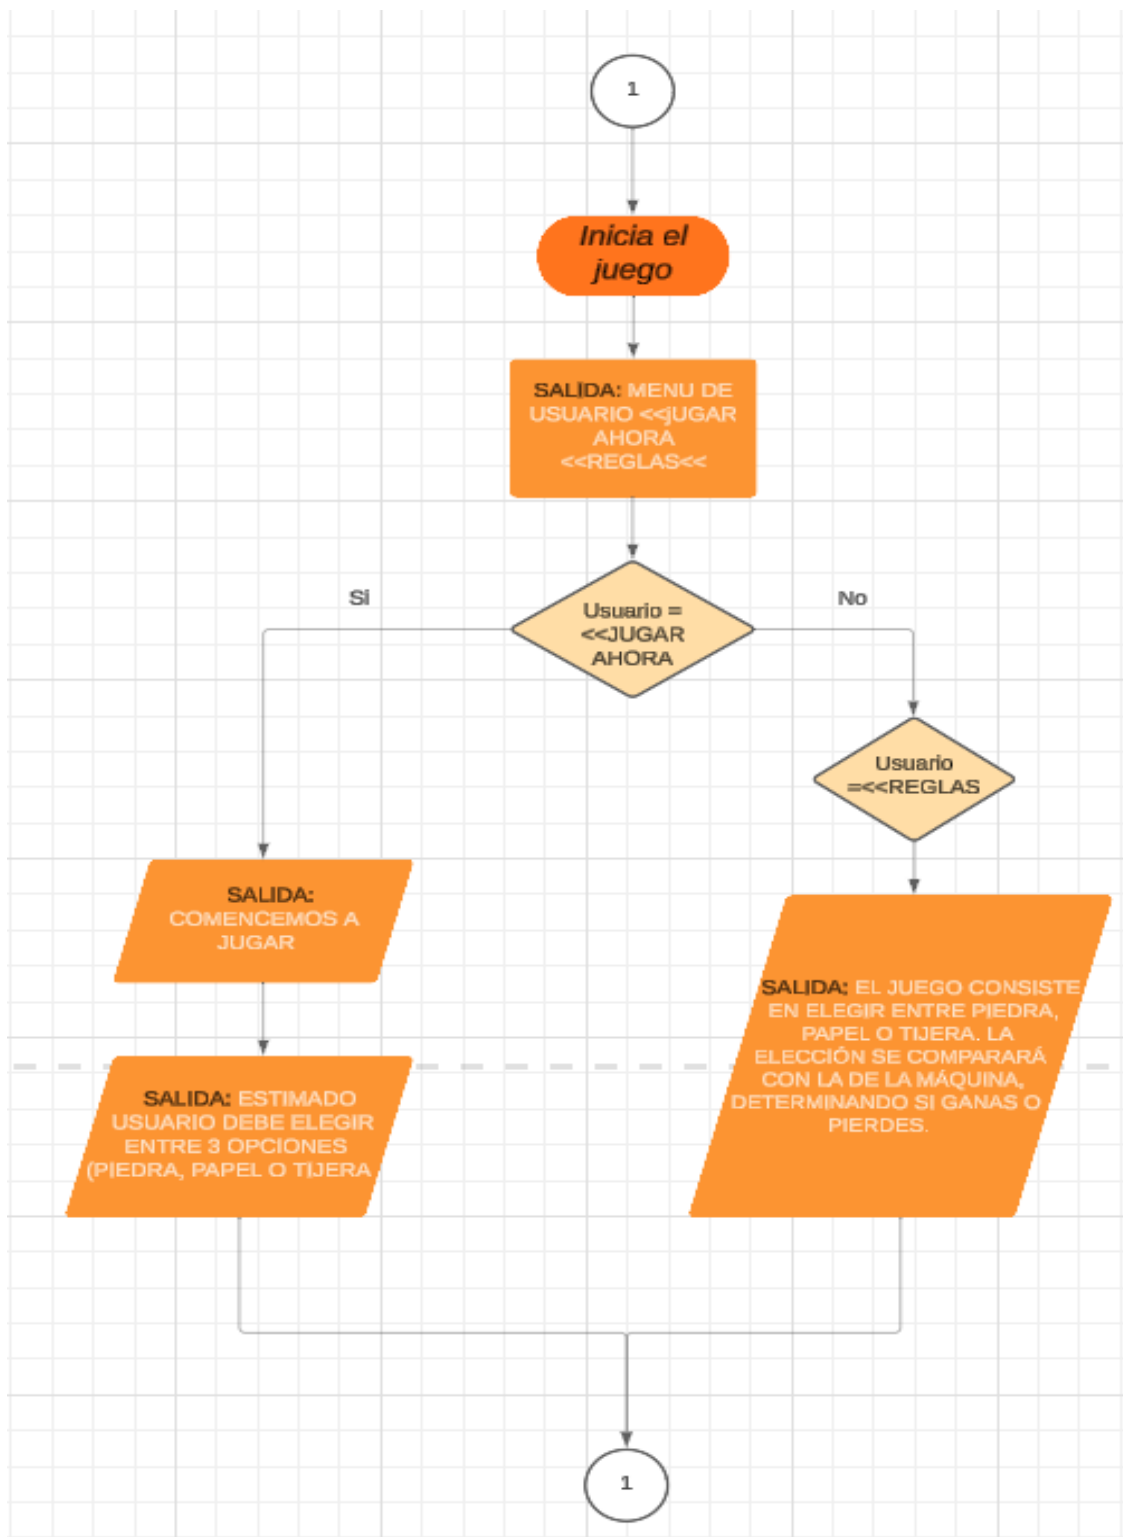 1
Inicia el
juego
SALIDA: MENU DE
USUARIO <<jUGAR
AHORA
<<REGLAS<<
Si
No
Usuario =
<<JUGAR
AHORA
Usuario
=<<REGLAS
SALIDA:
COMENCEMOS A
JUGAR
SALIDA: EL JUEGO CONSISTE
EN ELEGIR ENTRE PIEDRA,
PAPEL O TIJERA. LA
ELECCIÓN SE COMPARARÁ
CON LA DE LA MÁQUINA,
DETERMINANDO SI GANAS O
PIERDES.
SALIDA: ESTIMADO
USUARIO DEBE ELEGIR
ENTRE 3 OPCIONES
(PIEDRA, PAPEL O TIJERA
1